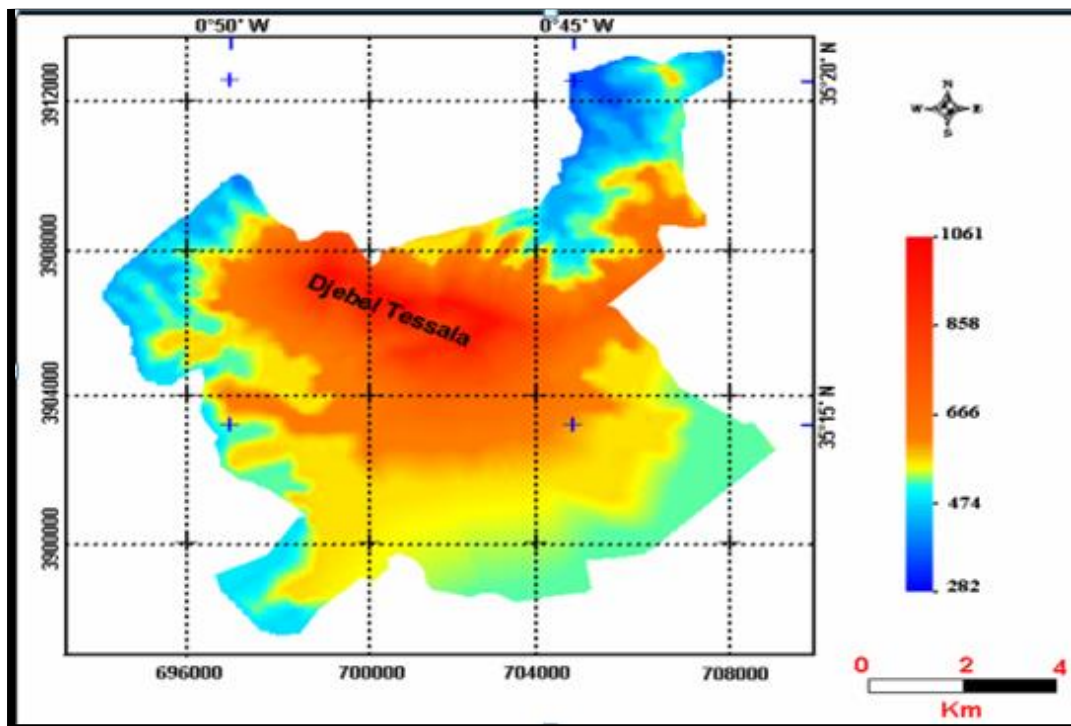 0°50' W
0°45' W
3912000
3908000
3904000
3900000
35°20' N
35°15' N
N
W
E
S
Djebel Tessala
1061
858
666
474
282
696000
700000
704000
708000
0
2
4
Km